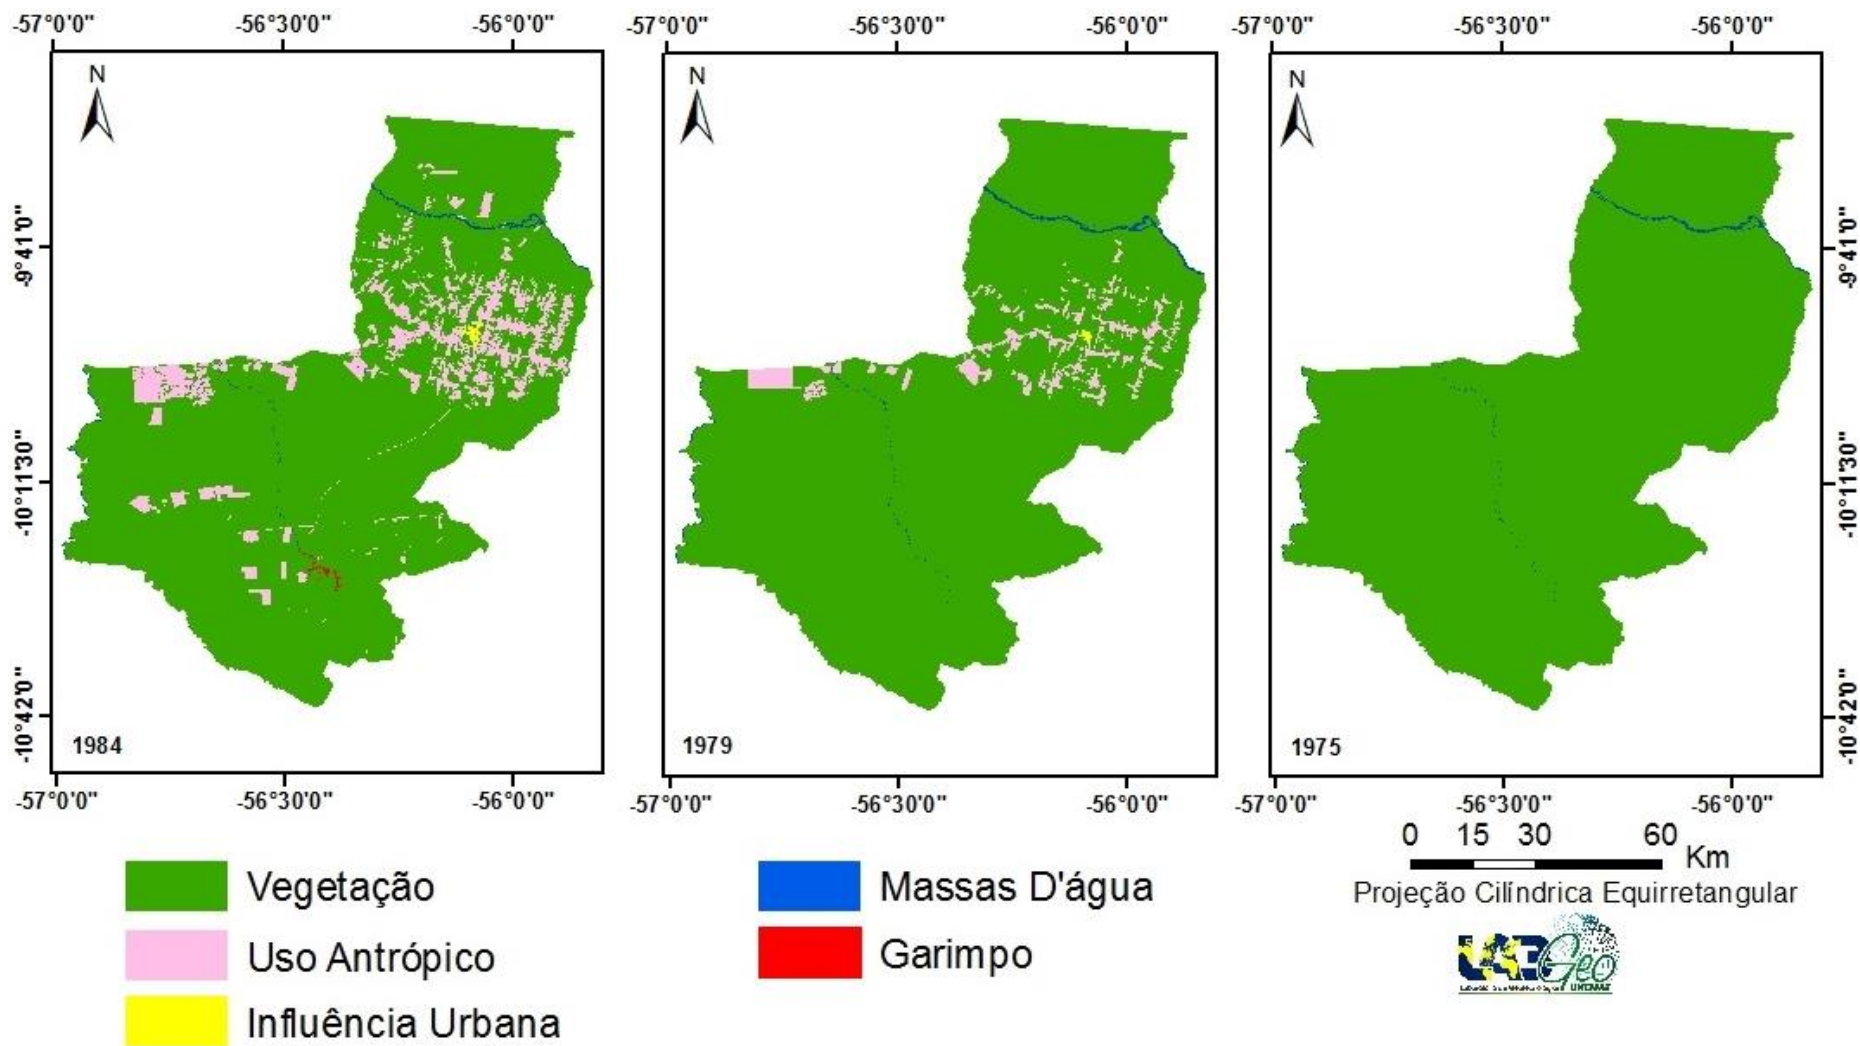 -57°0'0" -56°30'0" -56°0'0" -57°0'0" -56°30'0" -56°0'0" -57°0'0" -56°30'0" -56°0'0"
N N N
-9°41'0" -9°41'0"
-10°11'30" -10°11'30"
-10°42'0" -10°42'0"
1984 1979 1975
-57°0'0" -56°30'0" -56°0'0" -57°0'0" -56°30'0" -56°0'0" -57°0'0" -56°30'0" -56°0'0"
0 15 30 60
Km
Projeção Cilíndrica Equirretangular
Vegetação
Uso Antrópico
Influência Urbana
Massas D'água
Garimpo
LAB
Geo
UNEMAT